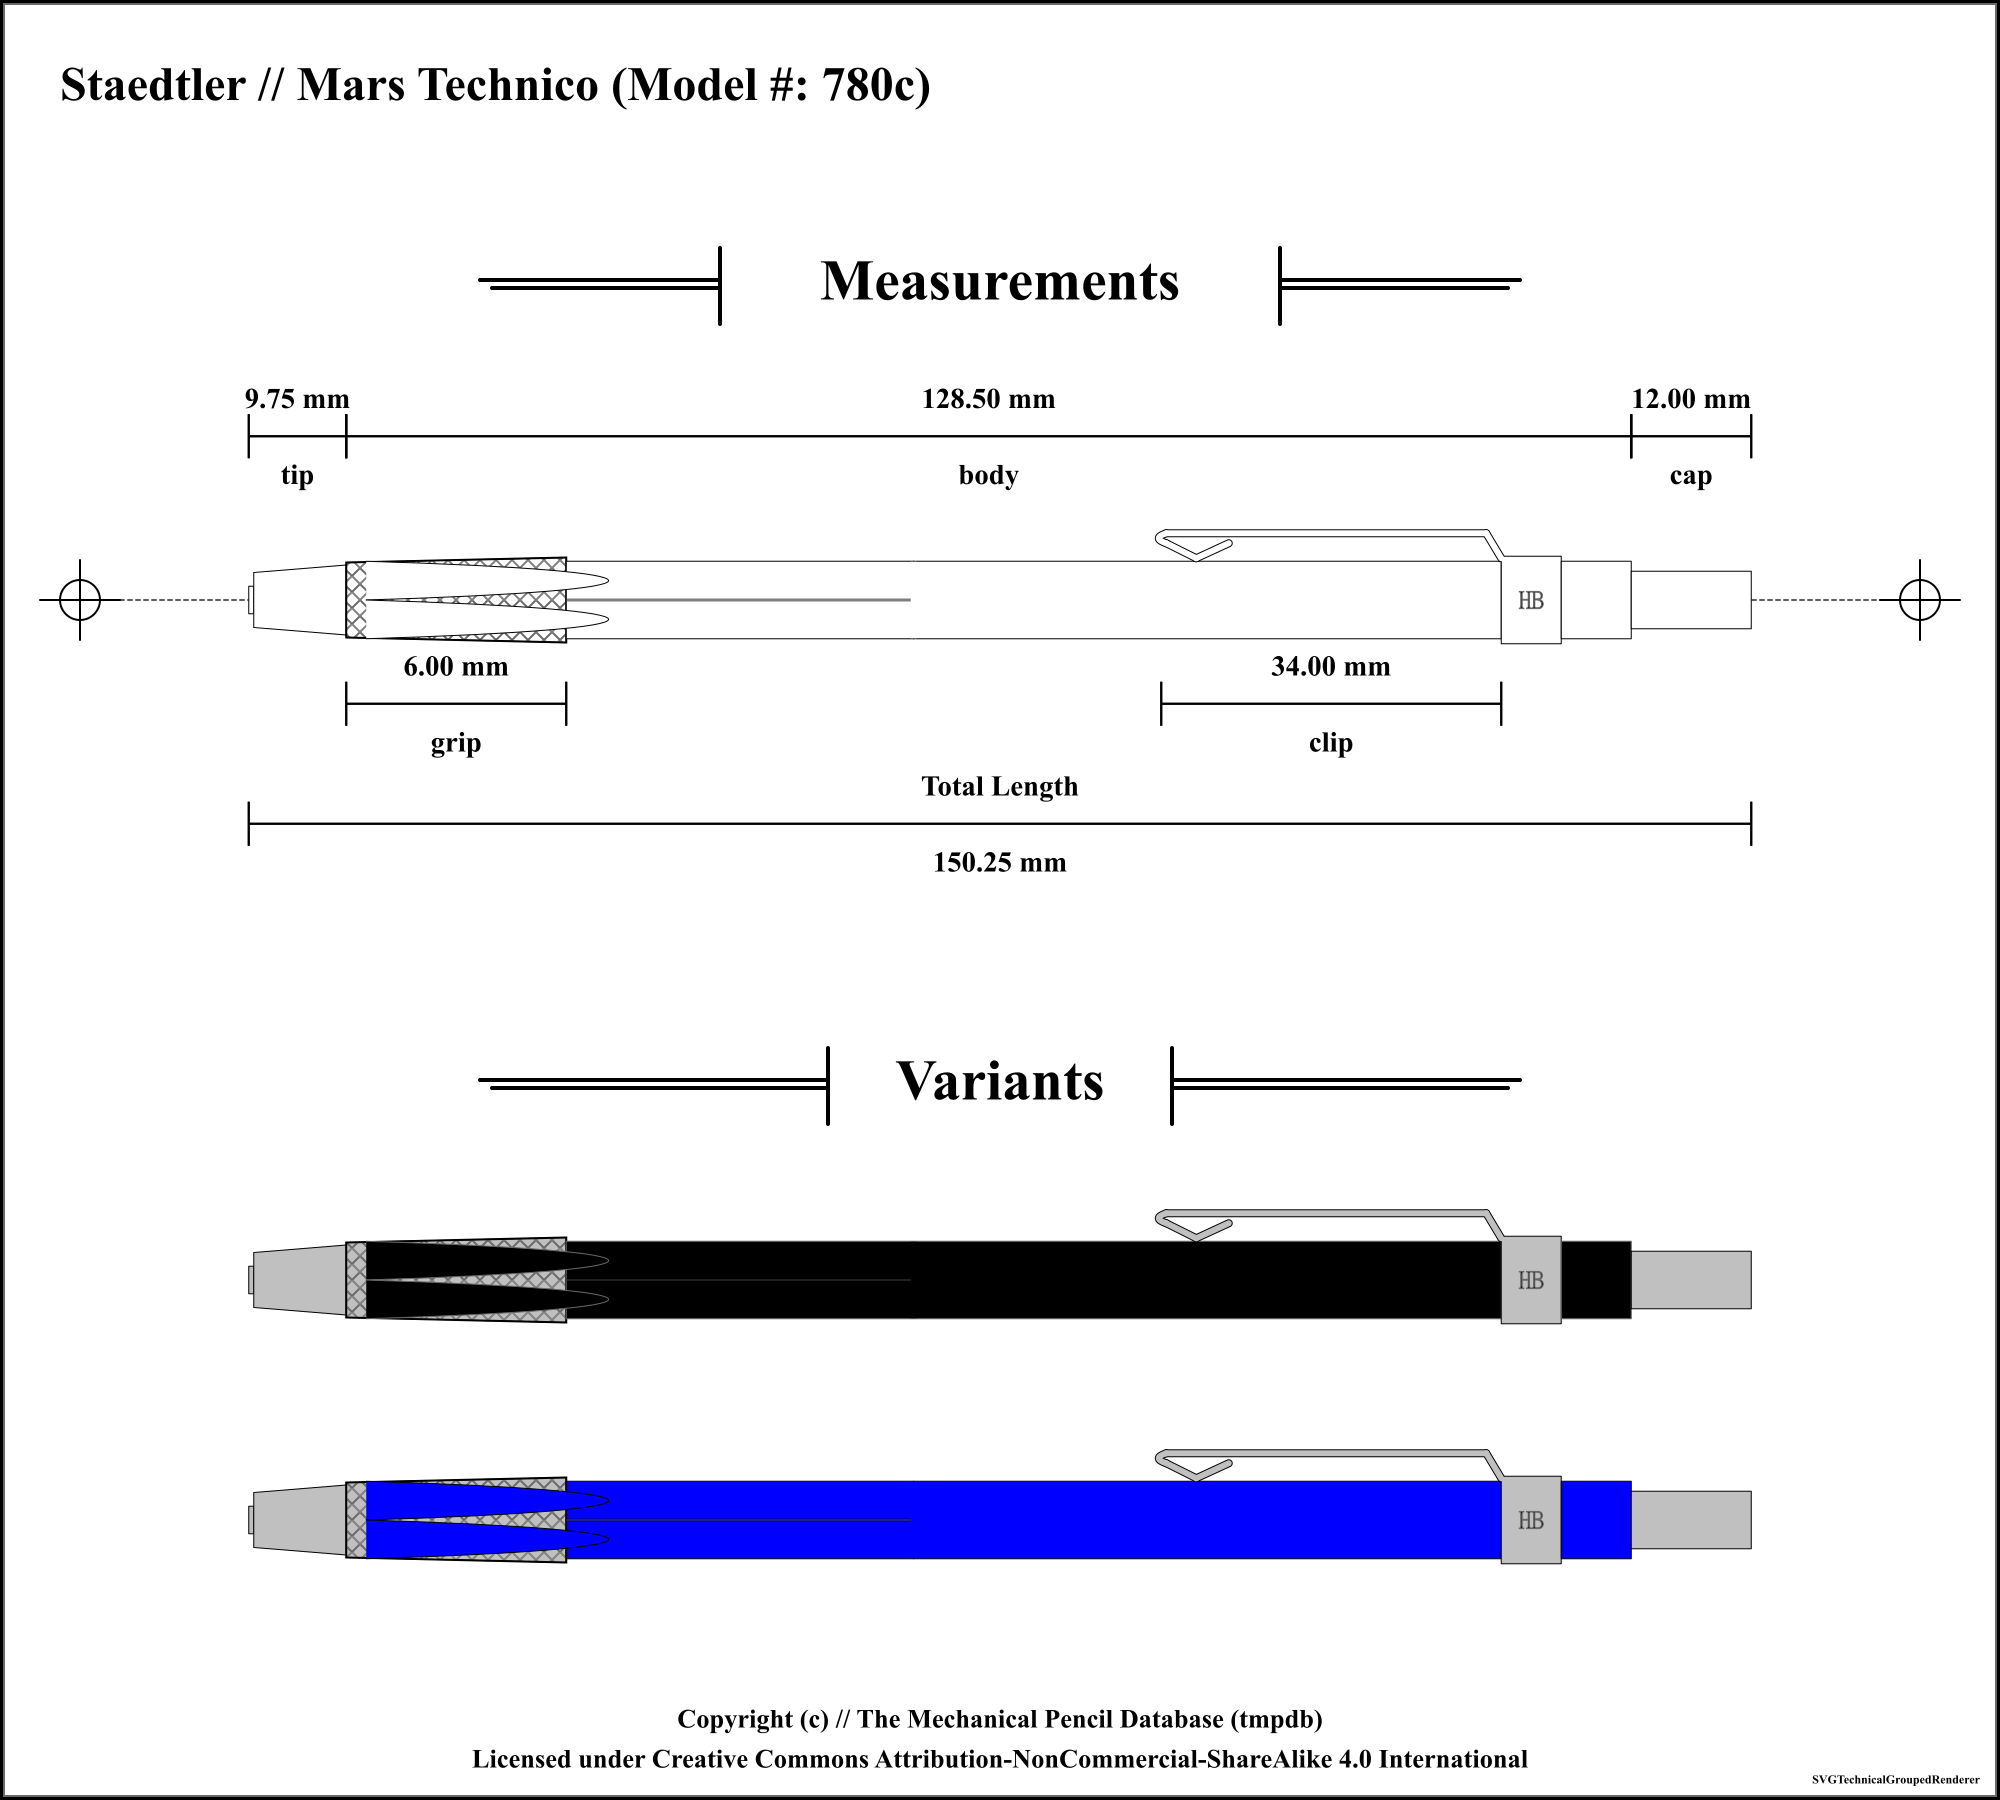 Staedtler // Mars Technico (Model #: 780c)
Measurements
9.75 mm
128.50 mm
12.00 mm
tip
body
cap
HB
6.00 mm
34.00 mm
grip
clip
Total Length
150.25 mm
Variants
HB
HB
Copyright (c) // The Mechanical Pencil Database (tmpdb)
Licensed under Creative Commons Attribution-NonCommercial-ShareAlike 4.0 International
SVGTechnicalGroupedRenderer